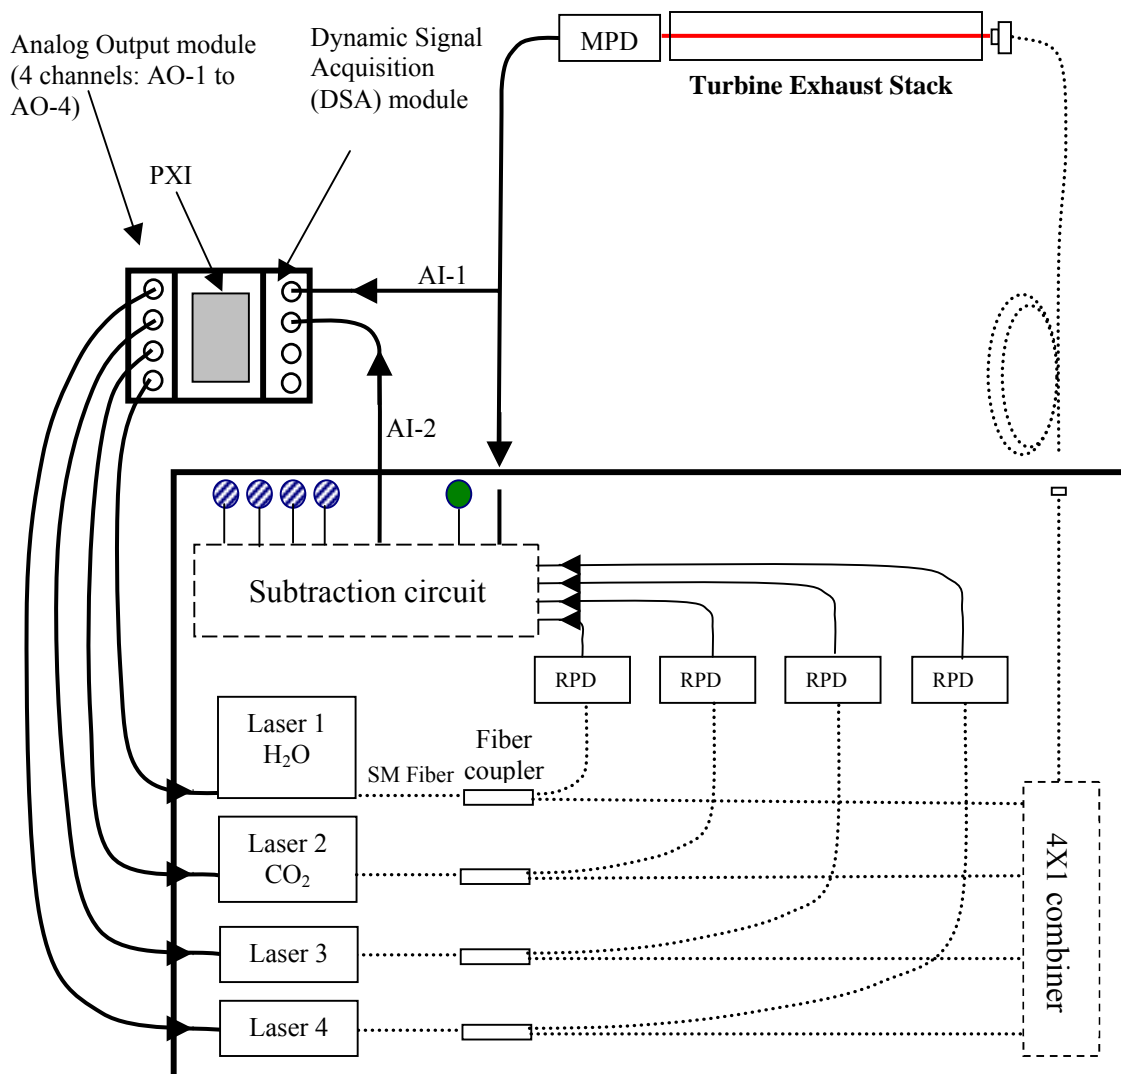 Analog Output module
(4 channels: AO-1 to
AO-4)
Dynamic Signal
Acquisition
(DSA) module
MPD
Turbine Exhaust Stack
PXI
AI-1
AI-2
Subtraction circuit
RPD
RPD
RPD
RPD
Laser 1
H₂O
SM Fiber
Fiber
coupler
Laser 2
CO₂
Laser 3
Laser 4
4X1 combiner